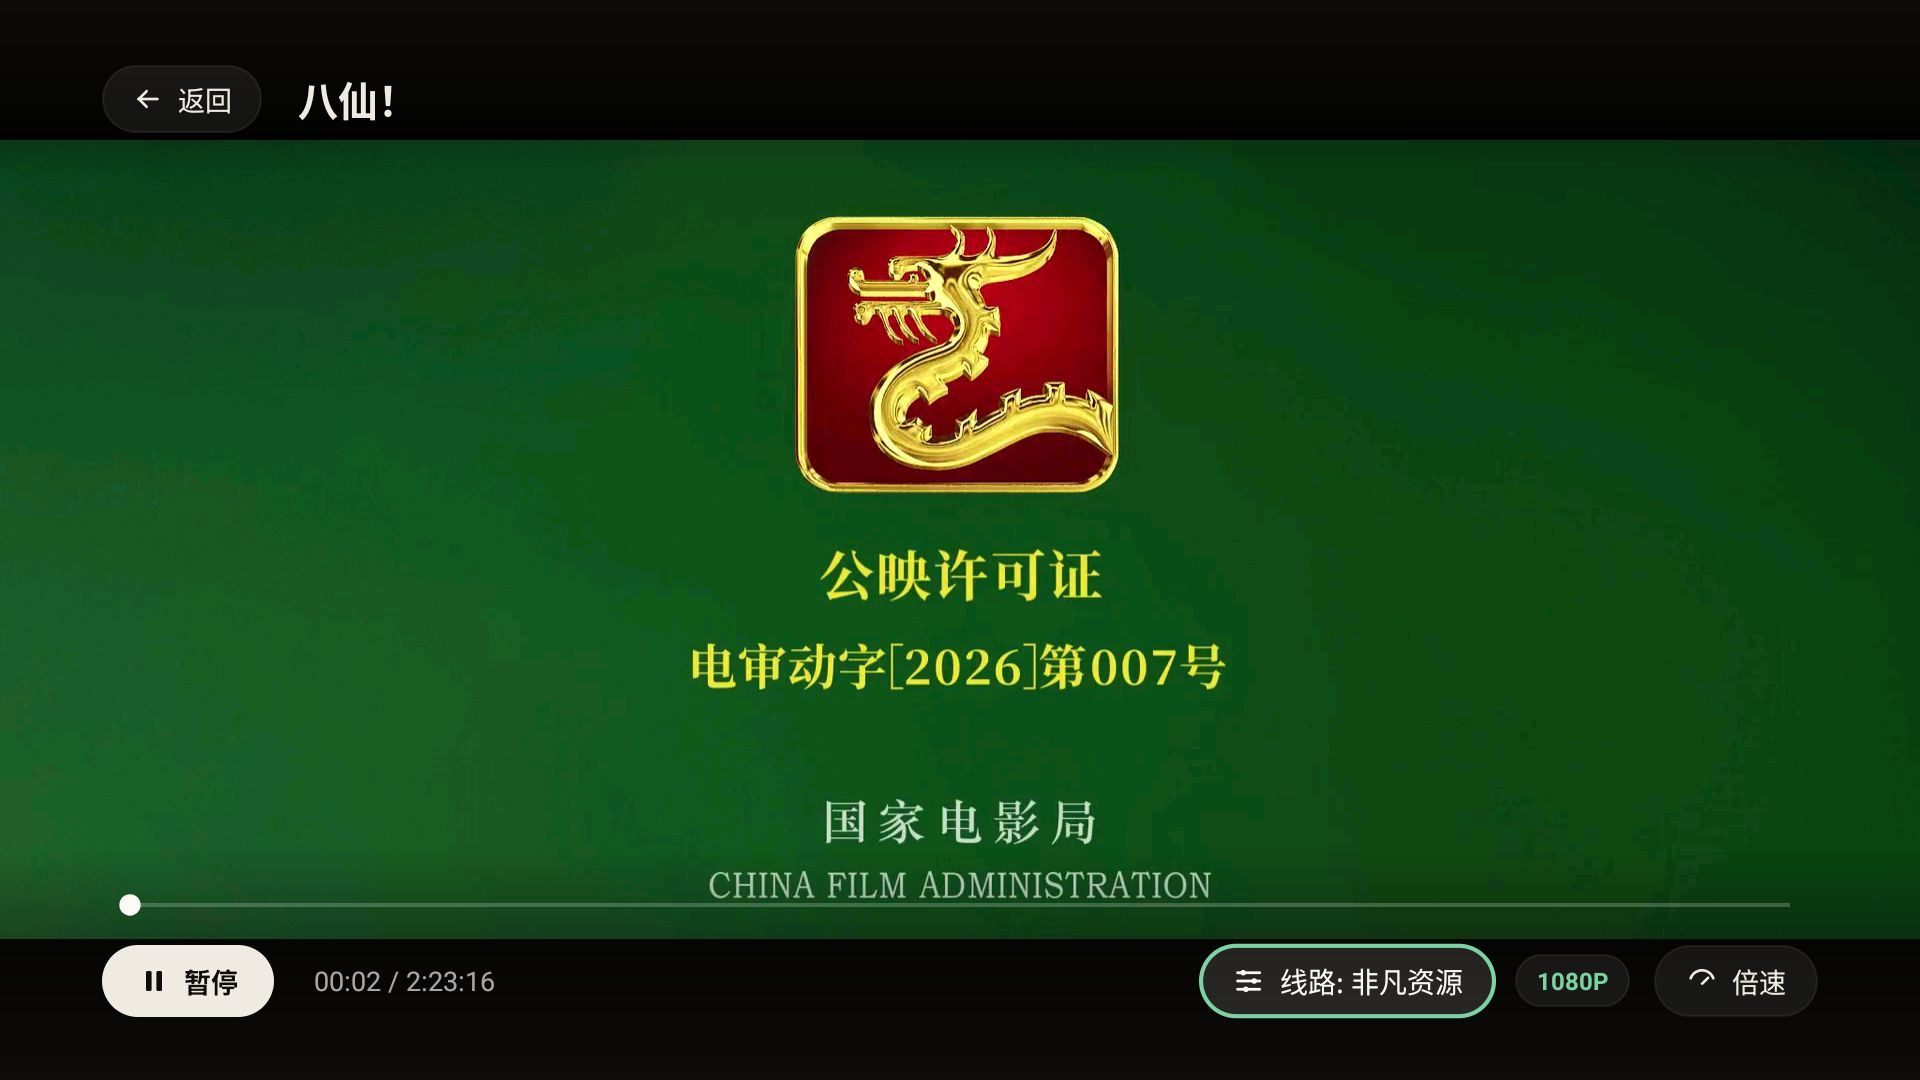 返回
八仙!
公映许可证
电审动字[2026]第007号
国家电影局
CHINA FILM ADMINISTRATION
暂停
00:02 / 2:23:16
线路: 非凡资源
1080P
倍速